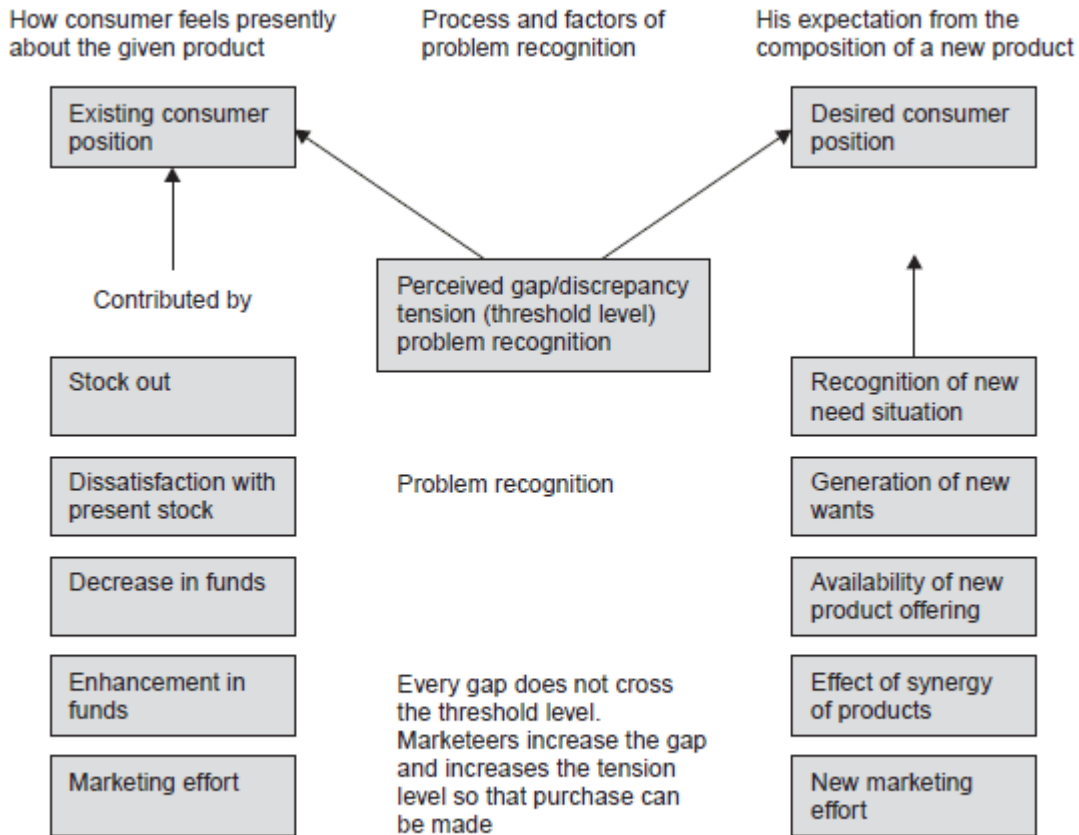 How consumer feels presently
about the given product
Process and factors of
problem recognition
His expectation from the
composition of a new product
Existing consumer
position
Desired consumer
position
Contributed by
Perceived gap/discrepancy
tension (threshold level)
problem recognition
Stock out
Recognition of new
need situation
Dissatisfaction with
present stock
Problem recognition
Generation of new
wants
Decrease in funds
Availability of new
product offering
Enhancement in
funds
Every gap does not cross
the threshold level.
Marketeers increase the gap
and increases the tension
level so that purchase can
be made
Effect of synergy
of products
Marketing effort
New marketing
effort